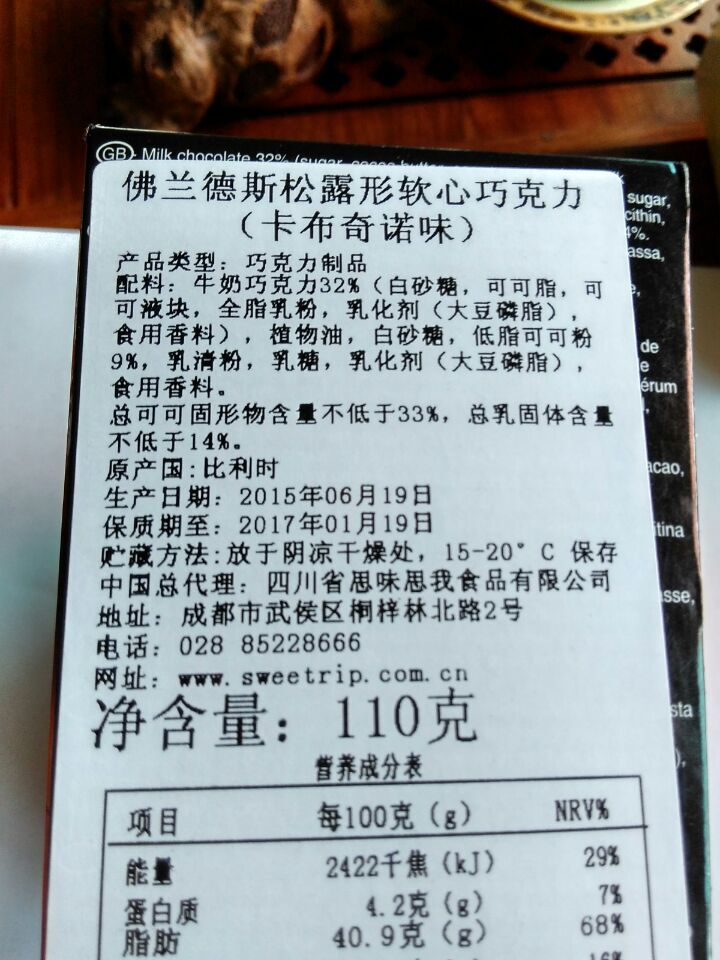 GB Milk chocolate 32% (sugar, cocoa butter
佛兰德斯松露形软心巧克力
（卡布奇诺味）
产品类型：巧克力制品
配料：牛奶巧克力32%（白砂糖，可可脂，可
可液块，全脂乳粉，乳化剂（大豆磷脂），
食用香料），植物油，白砂糖，低脂可可粉
9%，乳清粉，乳糖，乳化剂（大豆磷脂），
食用香料。
总可可固形物含量不低于33%，总乳固体含量
不低于14%。
原产国:比利时
生产日期：2015年06月19日
保质期至：2017年01月19日
贮藏方法:放于阴凉干燥处，15-20°C 保存
中国总代理：四川省思味思我食品有限公司
地址：成都市武侯区桐梓林北路2号
电话：028 85228666
网址：www.sweetrip.com.cn
净含量：110克
营养成分表
项目 每100克（g） NRV%
能量 2422千焦（kJ） 29%
蛋白质 4.2克（g） 7%
脂肪 40.9克（g） 68%
16%
sugar,
cithin,
4%.
assa,
de
e
érum
acao,
itina
sse,
sta
),